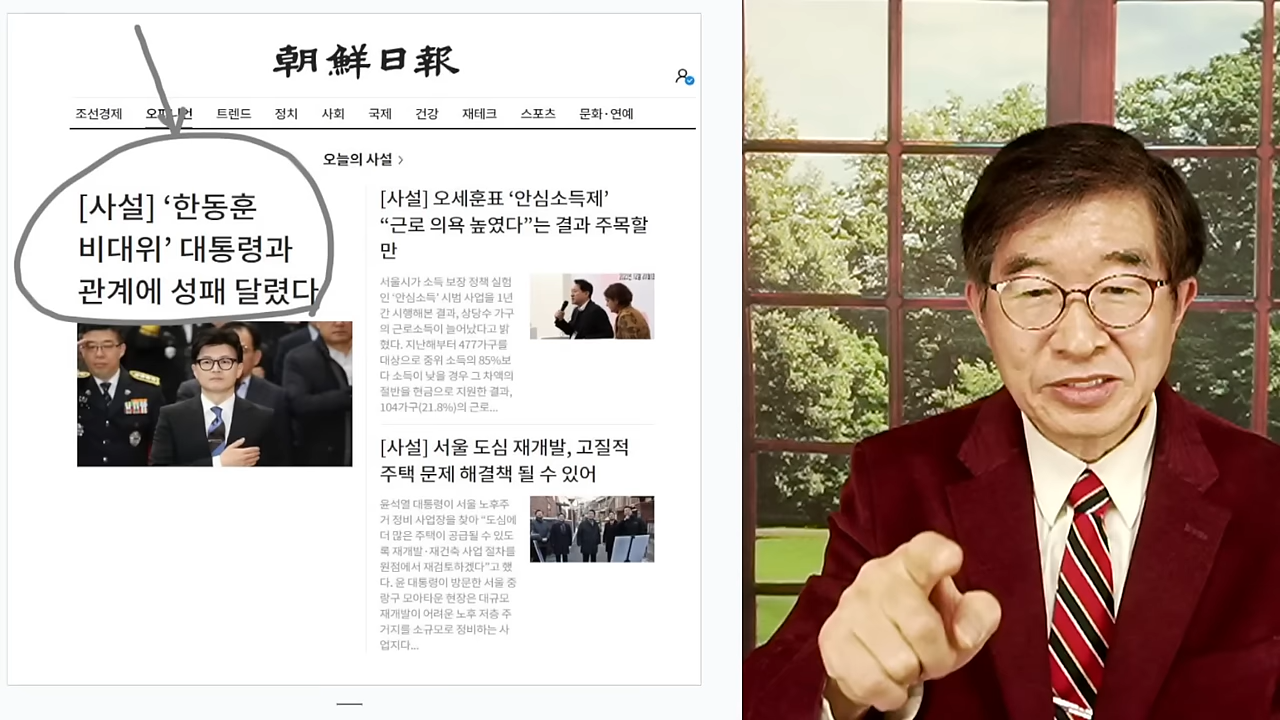 朝鮮日報
조선경제 오피니언 트렌드 정치 사회 국제 건강 재테크 스포츠 문화·연예
오늘의 사설 >
[사설] ‘한동훈
비대위’ 대통령과
관계에 성패 달렸다
[사설] 오세훈표 ‘안심소득제’
“근로 의욕 높였다”는 결과 주목할
만
서울시가 소득 보장 정책 실험
인 ‘안심소득’ 시범 사업을 1년
간 시행해본 결과, 상당수 가구
의 근로소득이 늘어났다고 밝
혔다. 지난해부터 477가구를
대상으로 중위 소득의 85%보
다 소득이 낮을 경우 그 차액의
절반을 현금으로 지원한 결과,
104가구(21.8%)의 근로...
[사설] 서울 도심 재개발, 고질적
주택 문제 해결책 될 수 있어
윤석열 대통령이 서울 노후주
거 정비 사업장을 찾아 “도심에
더 많은 주택이 공급될 수 있도
록 재개발·재건축 사업 절차를
원점에서 재검토하겠다”고 했
다. 윤 대통령이 방문한 서울 중
랑구 모아타운 현장은 대규모
재개발이 어려운 노후 저층 주
거지를 소규모로 정비하는 사
업지다...